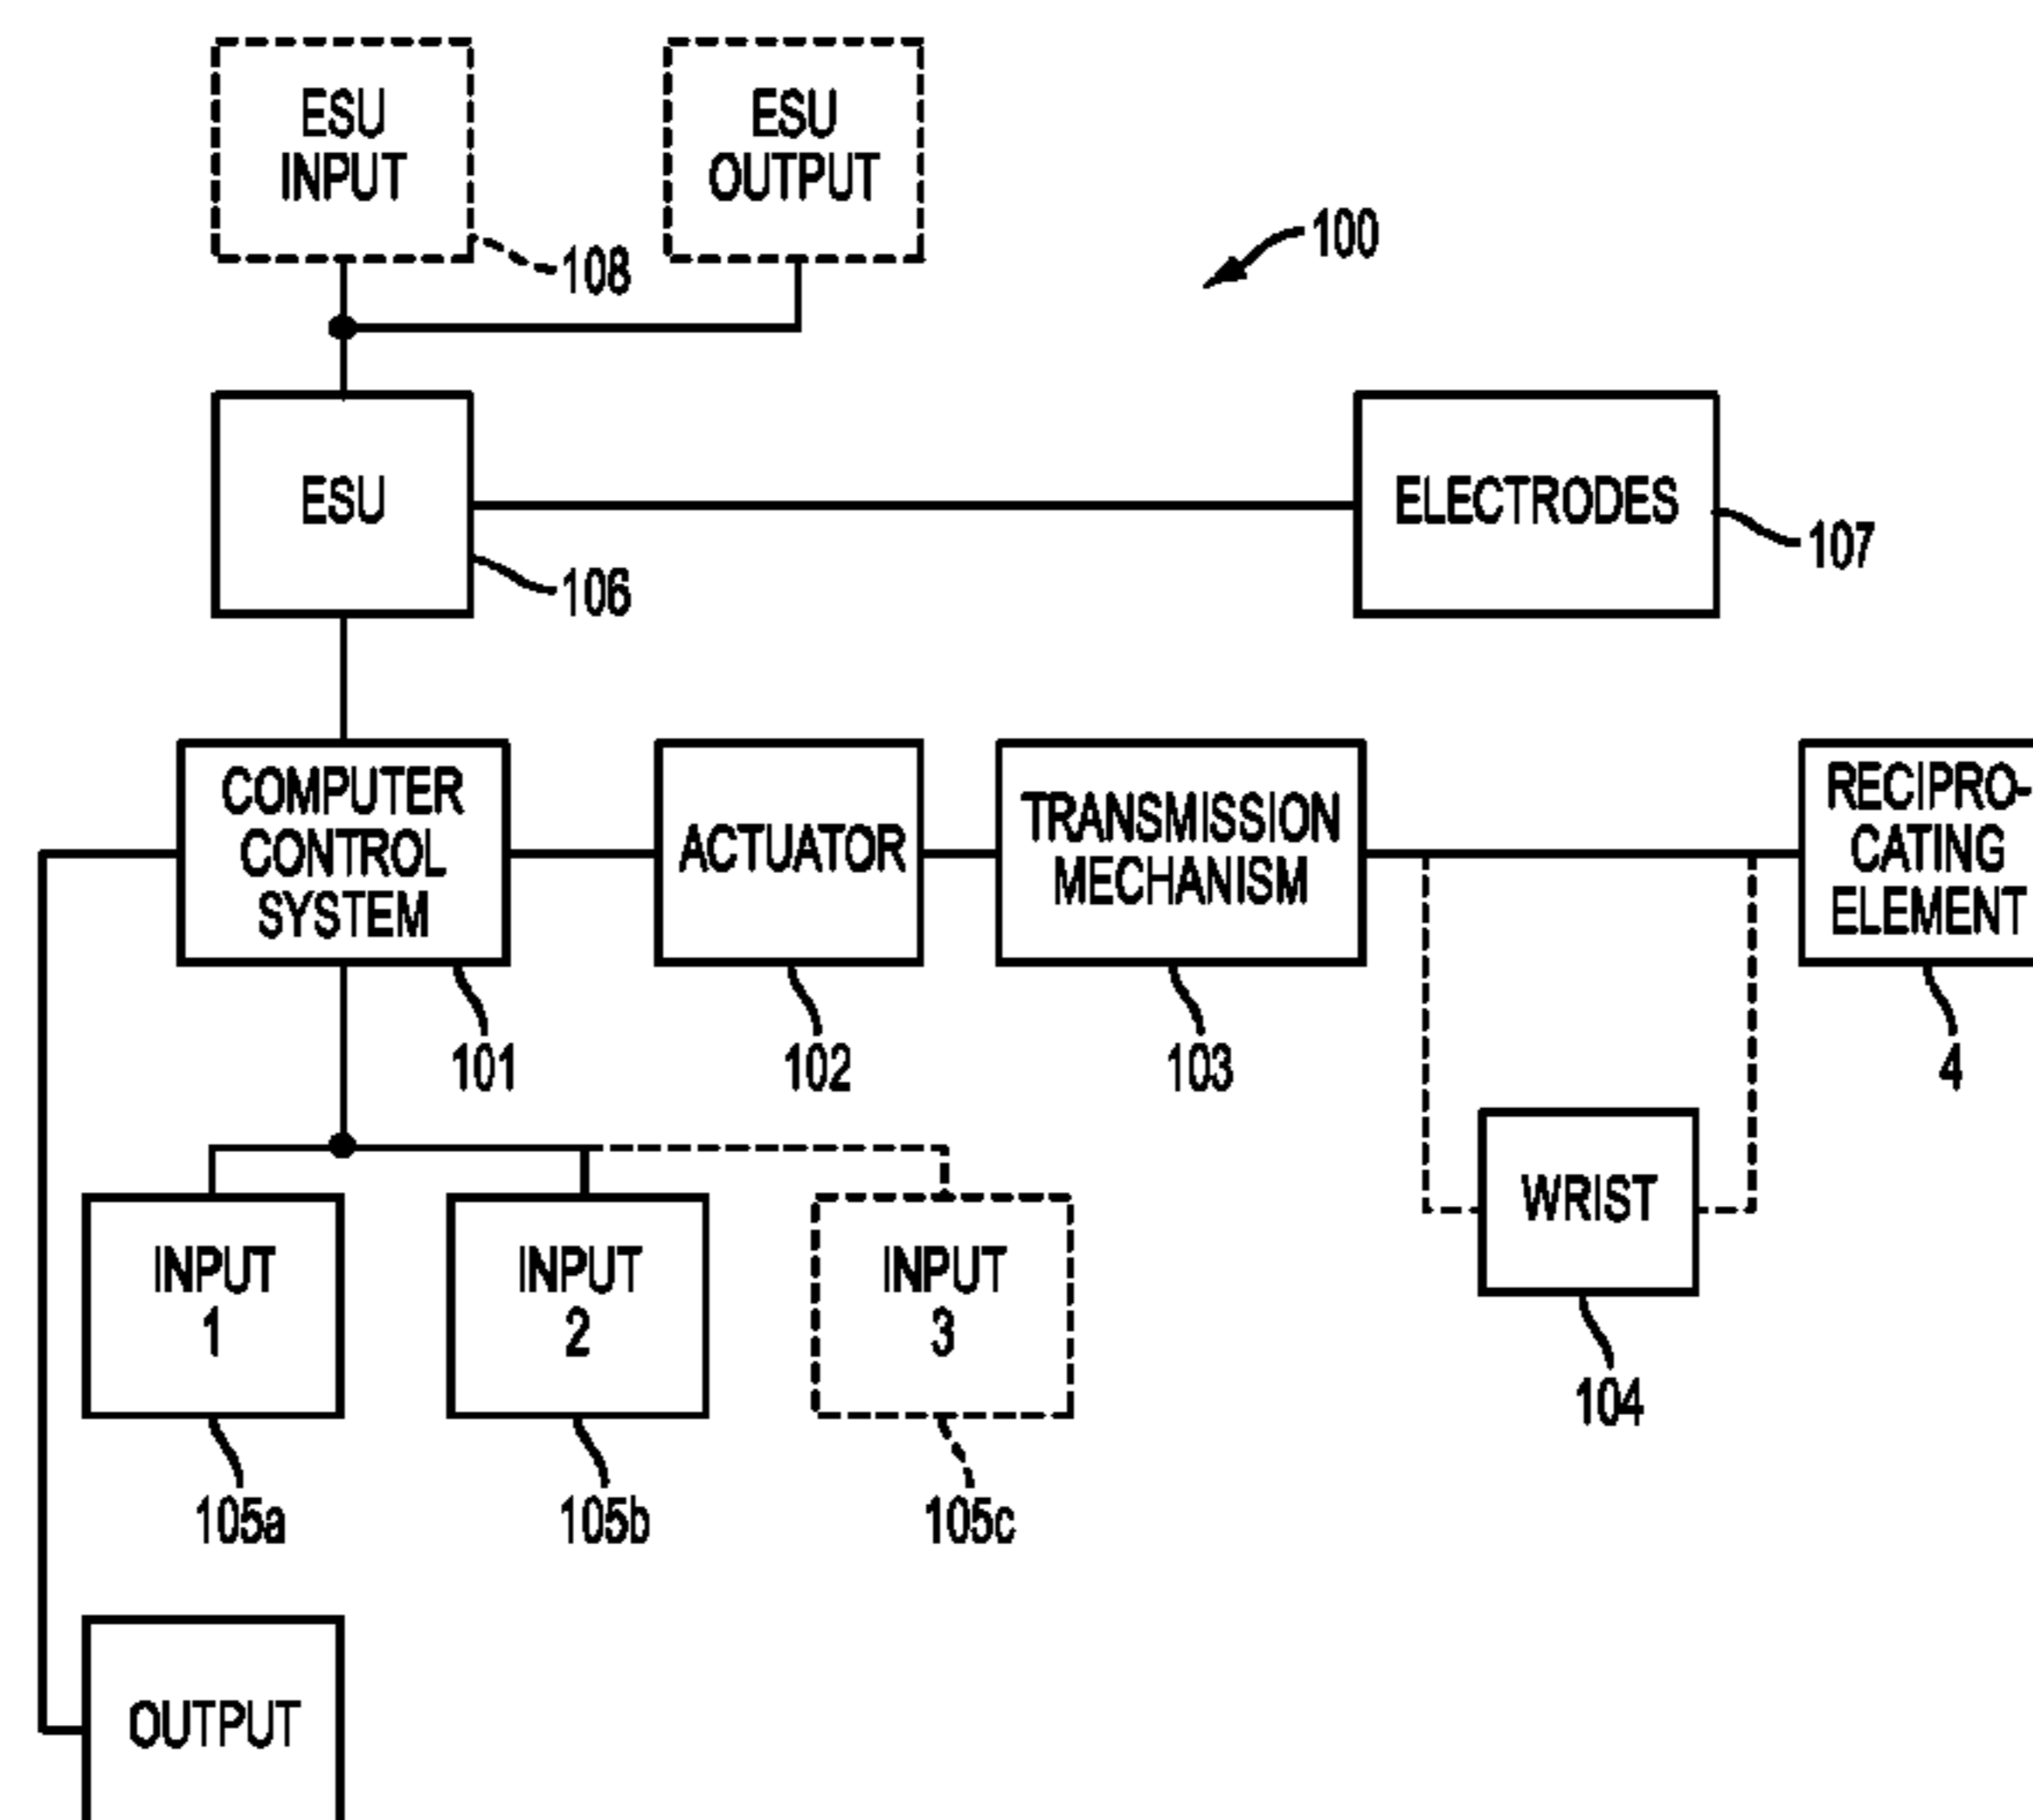 ESU
INPUT
108
ESU
OUTPUT
100
ESU
106
ELECTRODES
107
COMPUTER
CONTROL
SYSTEM
101
ACTUATOR
102
TRANSMISSION
MECHANISM
103
RECIPRO-
CATING
ELEMENT
4
WRIST
104
INPUT
1
105a
INPUT
2
105b
INPUT
3
105c
OUTPUT